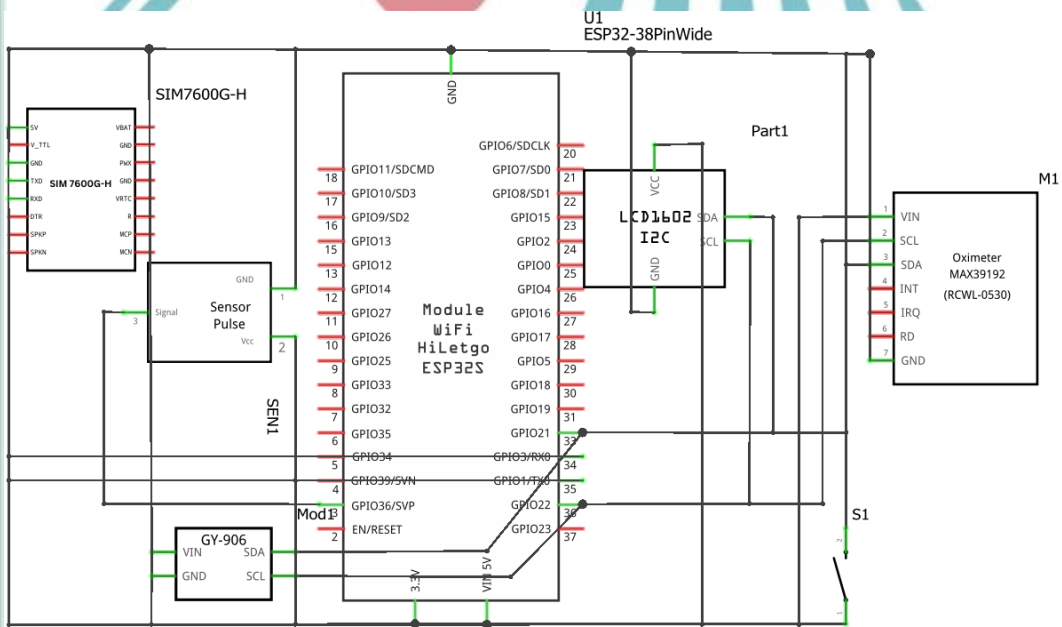 U1
ESP32-38PinWide
SIM7600G-H
5V
V_TTL
GND
TXD
RXD
DTR
SPKP
SPKN
SIM 7600G-H
VBAT
GND
PWX
GND
VRTC
R
MCP
MCN
Sensor
Pulse
GND
1
Signal
3
Vcc
2
SEN1
GND
GPIO11/SDCMD
18
GPIO10/SD3
17
GPIO9/SD2
16
GPIO13
15
GPIO12
13
GPIO14
12
GPIO27
11
GPIO26
10
GPIO25
9
GPIO33
8
GPIO32
7
GPIO35
6
GPIO34
5
GPIO39/SVN
4
GPIO36/SVP
3
EN/RESET
2
Module
WiFi
HiLetgo
ESP32S
GPIO6/SDCLK
20
GPIO7/SD0
21
GPIO8/SD1
22
GPIO15
23
GPIO2
24
GPIO0
25
GPIO4
26
GPIO16
27
GPIO17
28
GPIO5
29
GPIO18
30
GPIO19
31
GPIO21
33
GPIO3/RX0
34
GPIO1/TX0
35
GPIO22
36
GPIO23
37
3.3V
VIN 5V
Part1
VCC
LCD1602
I2C
SDA
SCL
GND
M1
1
VIN
2
SCL
3
SDA
4
INT
5
IRQ
6
RD
7
GND
Oximeter
MAX39192
(RCWL-0530)
Mod1
GY-906
VIN
SDA
GND
SCL
S1
2
1